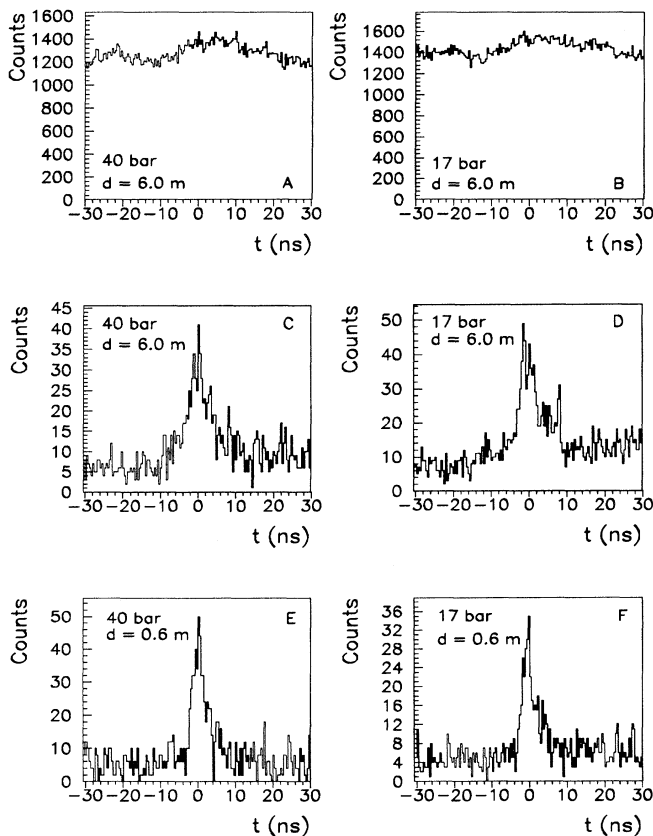 Counts
1600
1400
1200
1000
800
600
400
200
0
40 bar
d = 6.0 m
A
−30 −20 −10 0 10 20 30
t (ns)
Counts
1600
1400
1200
1000
800
600
400
200
0
17 bar
d = 6.0 m
B
−30 −20 −10 0 10 20 30
t (ns)
Counts
45
40
35
30
25
20
15
10
5
0
40 bar
d = 6.0 m
C
−30 −20 −10 0 10 20 30
t (ns)
Counts
50
40
30
20
10
0
17 bar
d = 6.0 m
D
−30 −20 −10 0 10 20 30
t (ns)
Counts
50
40
30
20
10
0
40 bar
d = 0.6 m
E
−30 −20 −10 0 10 20 30
t (ns)
Counts
36
32
28
24
20
16
12
8
4
0
17 bar
d = 0.6 m
F
−30 −20 −10 0 10 20 30
t (ns)